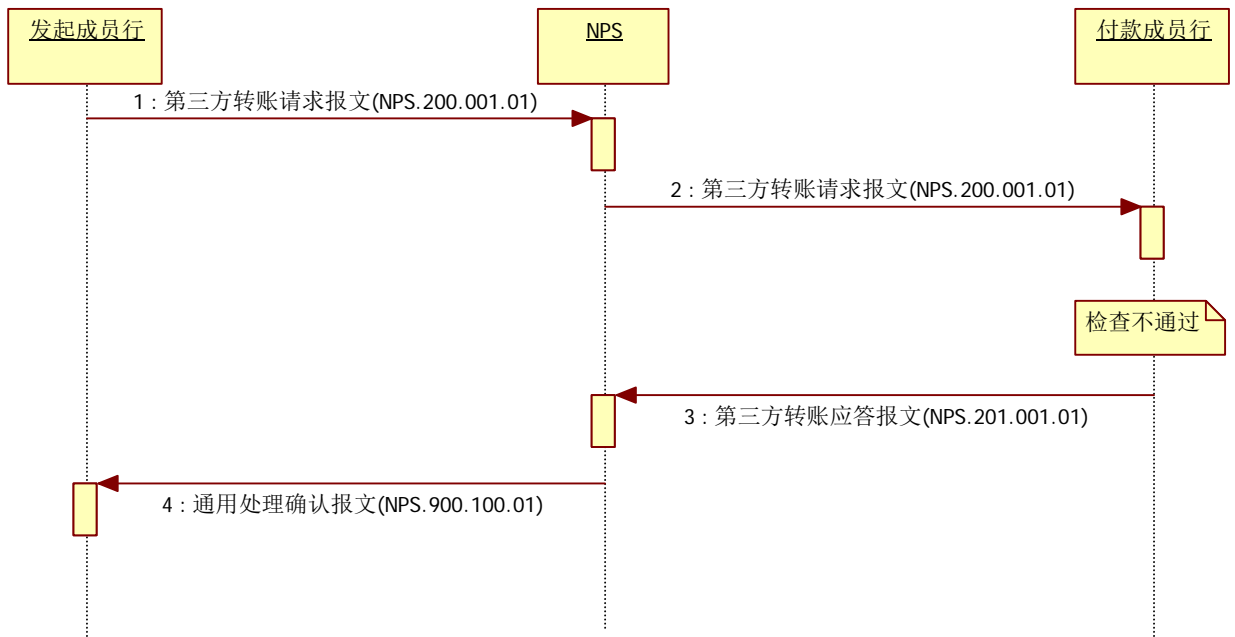 发起成员行
NPS
付款成员行
1 : 第三方转账请求报文(NPS.200.001.01)
2 : 第三方转账请求报文(NPS.200.001.01)
检查不通过
3 : 第三方转账应答报文(NPS.201.001.01)
4 : 通用处理确认报文(NPS.900.100.01)